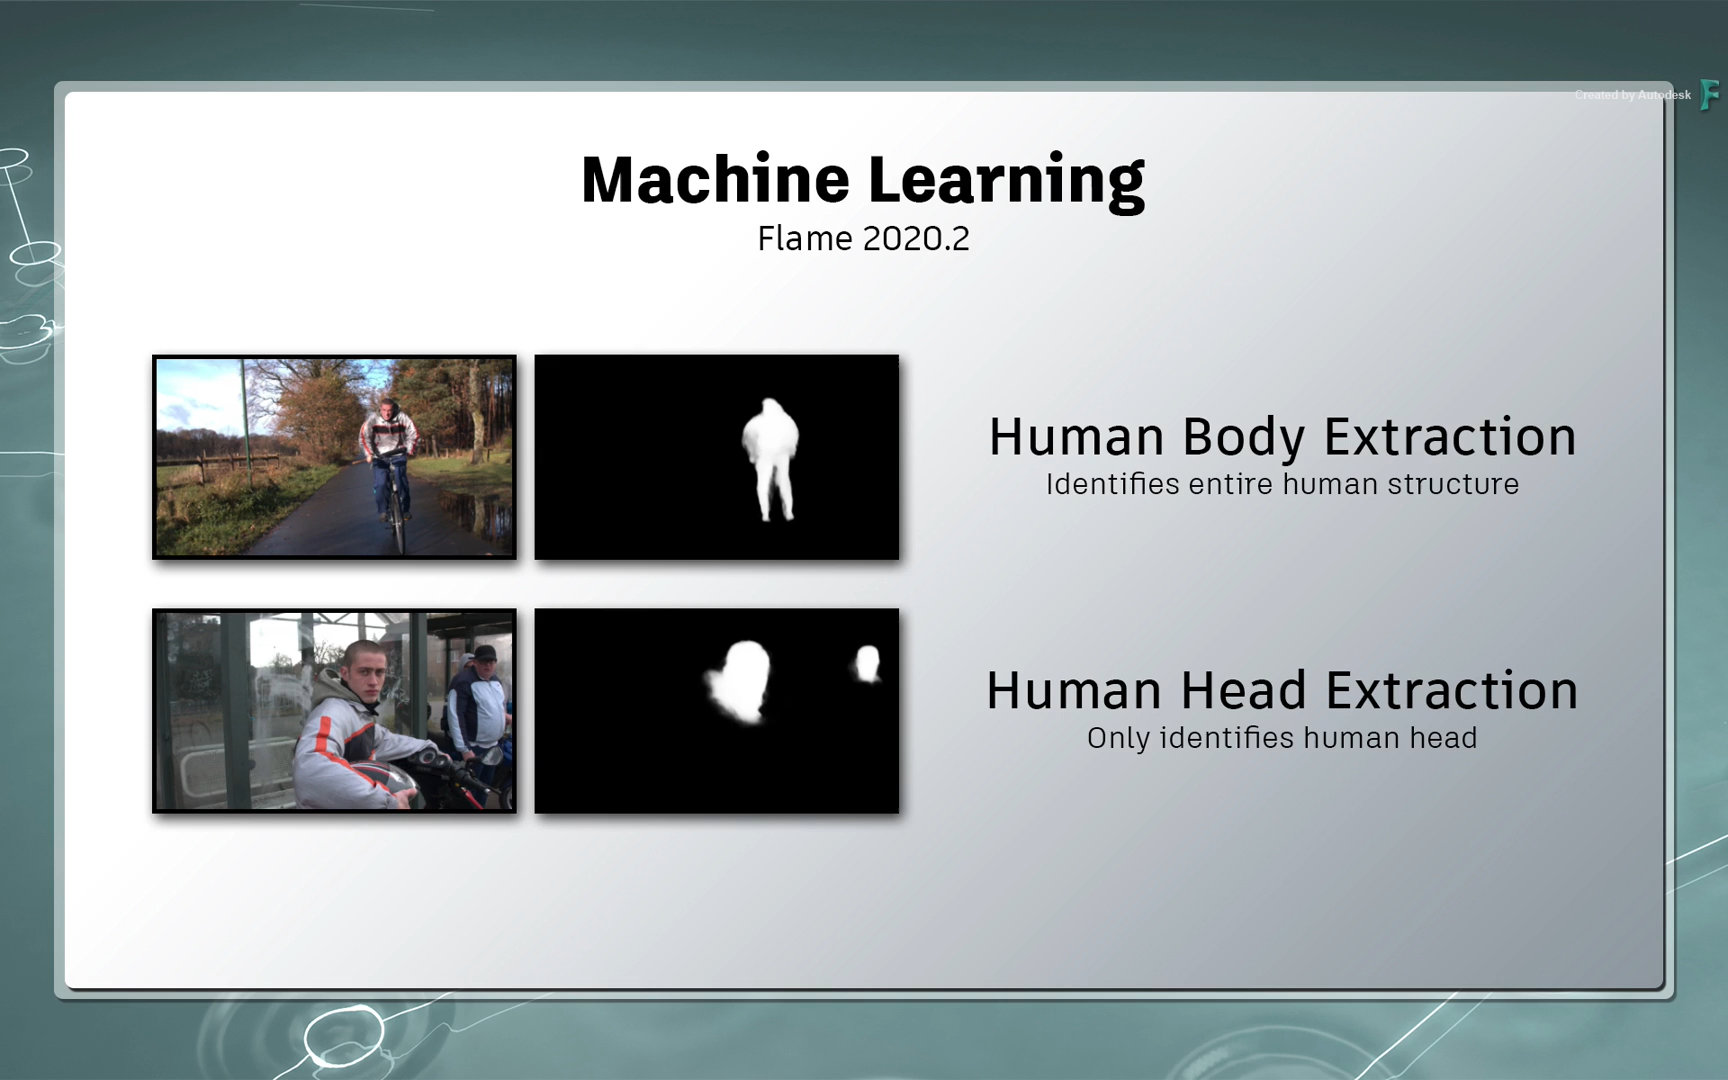 Created by Autodesk
Machine Learning
Flame 2020.2
Human Body Extraction
Identifies entire human structure
Human Head Extraction
Only identifies human head